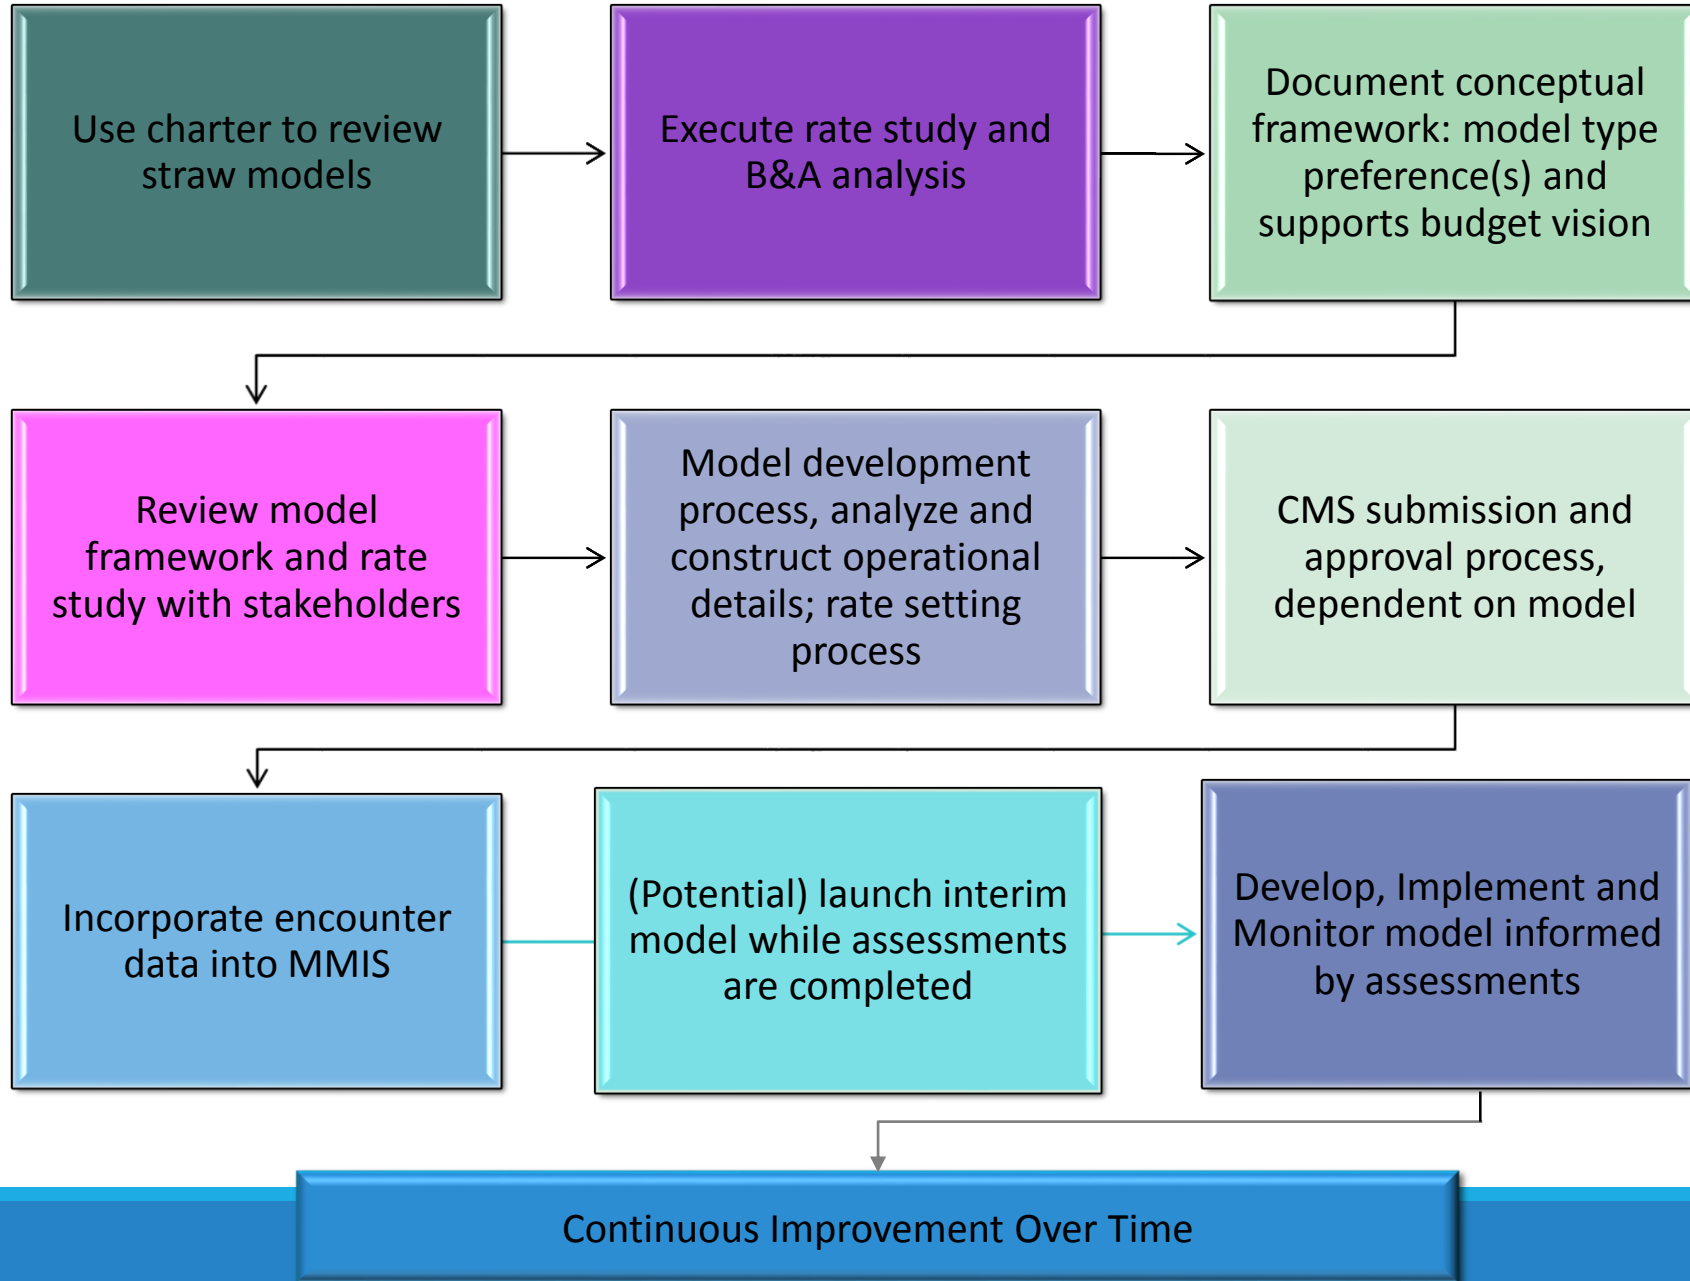 Use charter to review
straw models
Execute rate study and
B&A analysis
Document conceptual
framework: model type
preference(s) and
supports budget vision
Review model
framework and rate
study with stakeholders
Model development
process, analyze and
construct operational
details; rate setting
process
CMS submission and
approval process,
dependent on model
Incorporate encounter
data into MMIS
(Potential) launch interim
model while assessments
are completed
Develop, Implement and
Monitor model informed
by assessments
Continuous Improvement Over Time